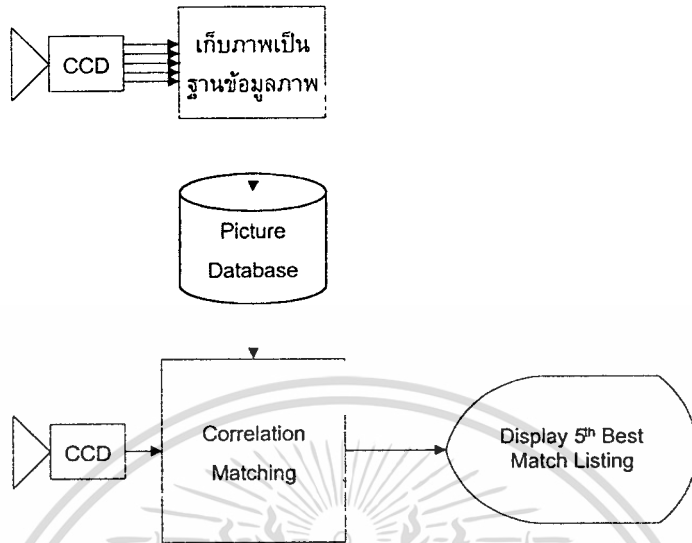 CCD
เก็บภาพเป็น
ฐานข้อมูลภาพ
Picture
Database
CCD
Correlation
Matching
Display 5th Best
Match Listing